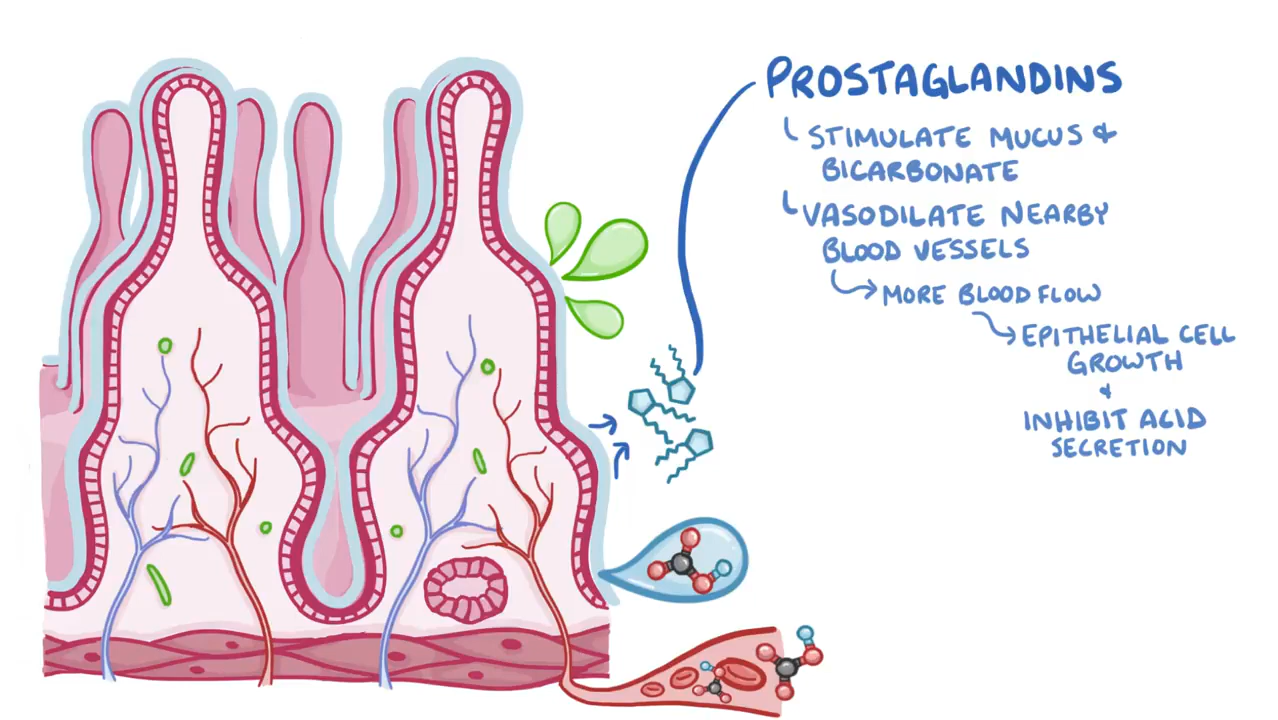 PROSTAGLANDINS
STIMULATE MUCUS &
BICARBONATE
VASODILATE NEARBY
BLOOD VESSELS
MORE BLOOD FLOW
EPITHELIAL CELL
GROWTH
&
INHIBIT ACID
SECRETION